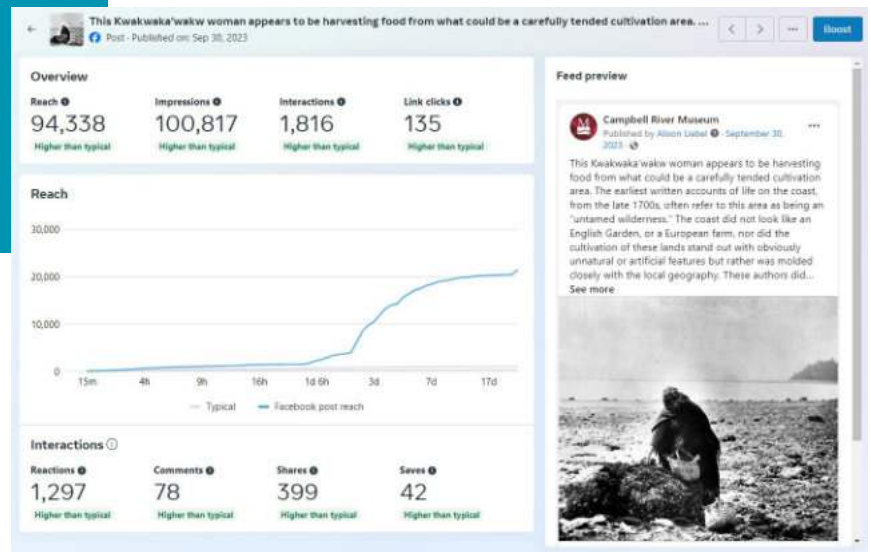 This Kwakwaka'wakw woman appears to be harvesting food from what could be a carefully tended cultivation area. ...
Post · Published on: Sep 30, 2023
Boost
Overview
Reach
Impressions
Interactions
Link clicks
94,338
100,817
1,816
135
Higher than typical
Higher than typical
Higher than typical
Higher than typical
Reach
30,000
20,000
10,000
0
15m
4h
9h
16h
1d 6h
3d
7d
17d
Typical
Facebook post reach
Interactions
Reactions
Comments
Shares
Saves
1,297
78
399
42
Higher than typical
Higher than typical
Higher than typical
Higher than typical
Feed preview
Campbell River Museum
Published by Alison Liebel · September 30,
2023 ·
This Kwakwaka'wakw woman appears to be harvesting
food from what could be a carefully tended cultivation
area. The earliest written accounts of life on the coast,
from the late 1700s, often refer to this area as being an
"untamed wilderness." The coast did not look like an
English Garden, or a European farm, nor did the
cultivation of these lands stand out with obviously
unnatural or artificial features but rather was molded
closely with the local geography. These authors did...
See more